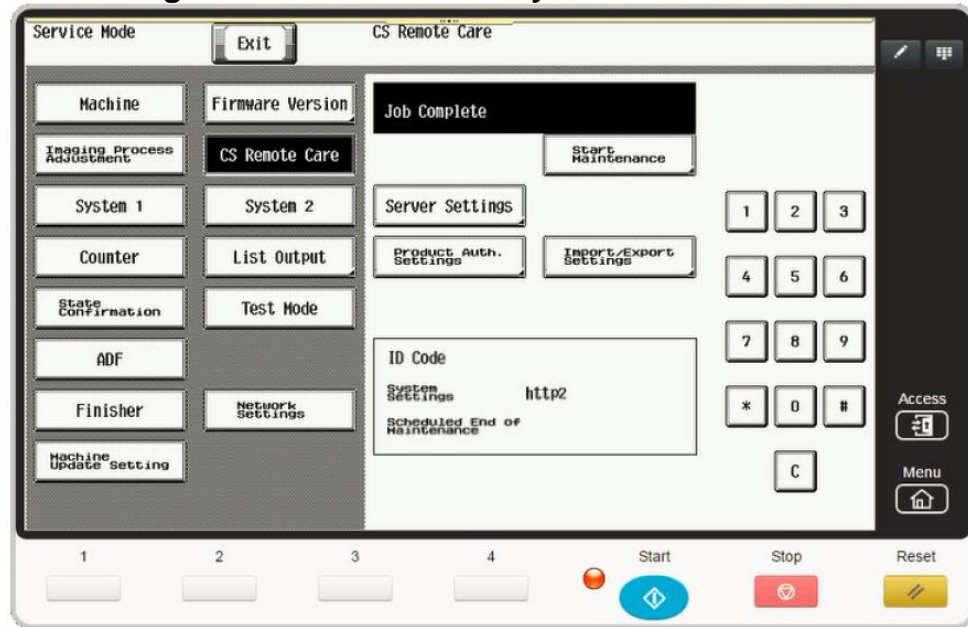 Service Mode
Exit
CS Remote Care
Machine
Firmware Version
Job Complete
Imaging Process
Adjustment
CS Remote Care
Start
Maintenance
System 1
System 2
Server Settings
1 2 3
Counter
List Output
Product Auth.
Settings
Import/Export
Settings
4 5 6
State
Confirmation
Test Mode
7 8 9
ADF
ID Code
System
Settings
http2
Finisher
Network
Settings
Scheduled End of
Maintenance
* 0 #
Access
Machine
Update Setting
C
Menu
1 2 3 4 Start Stop Reset